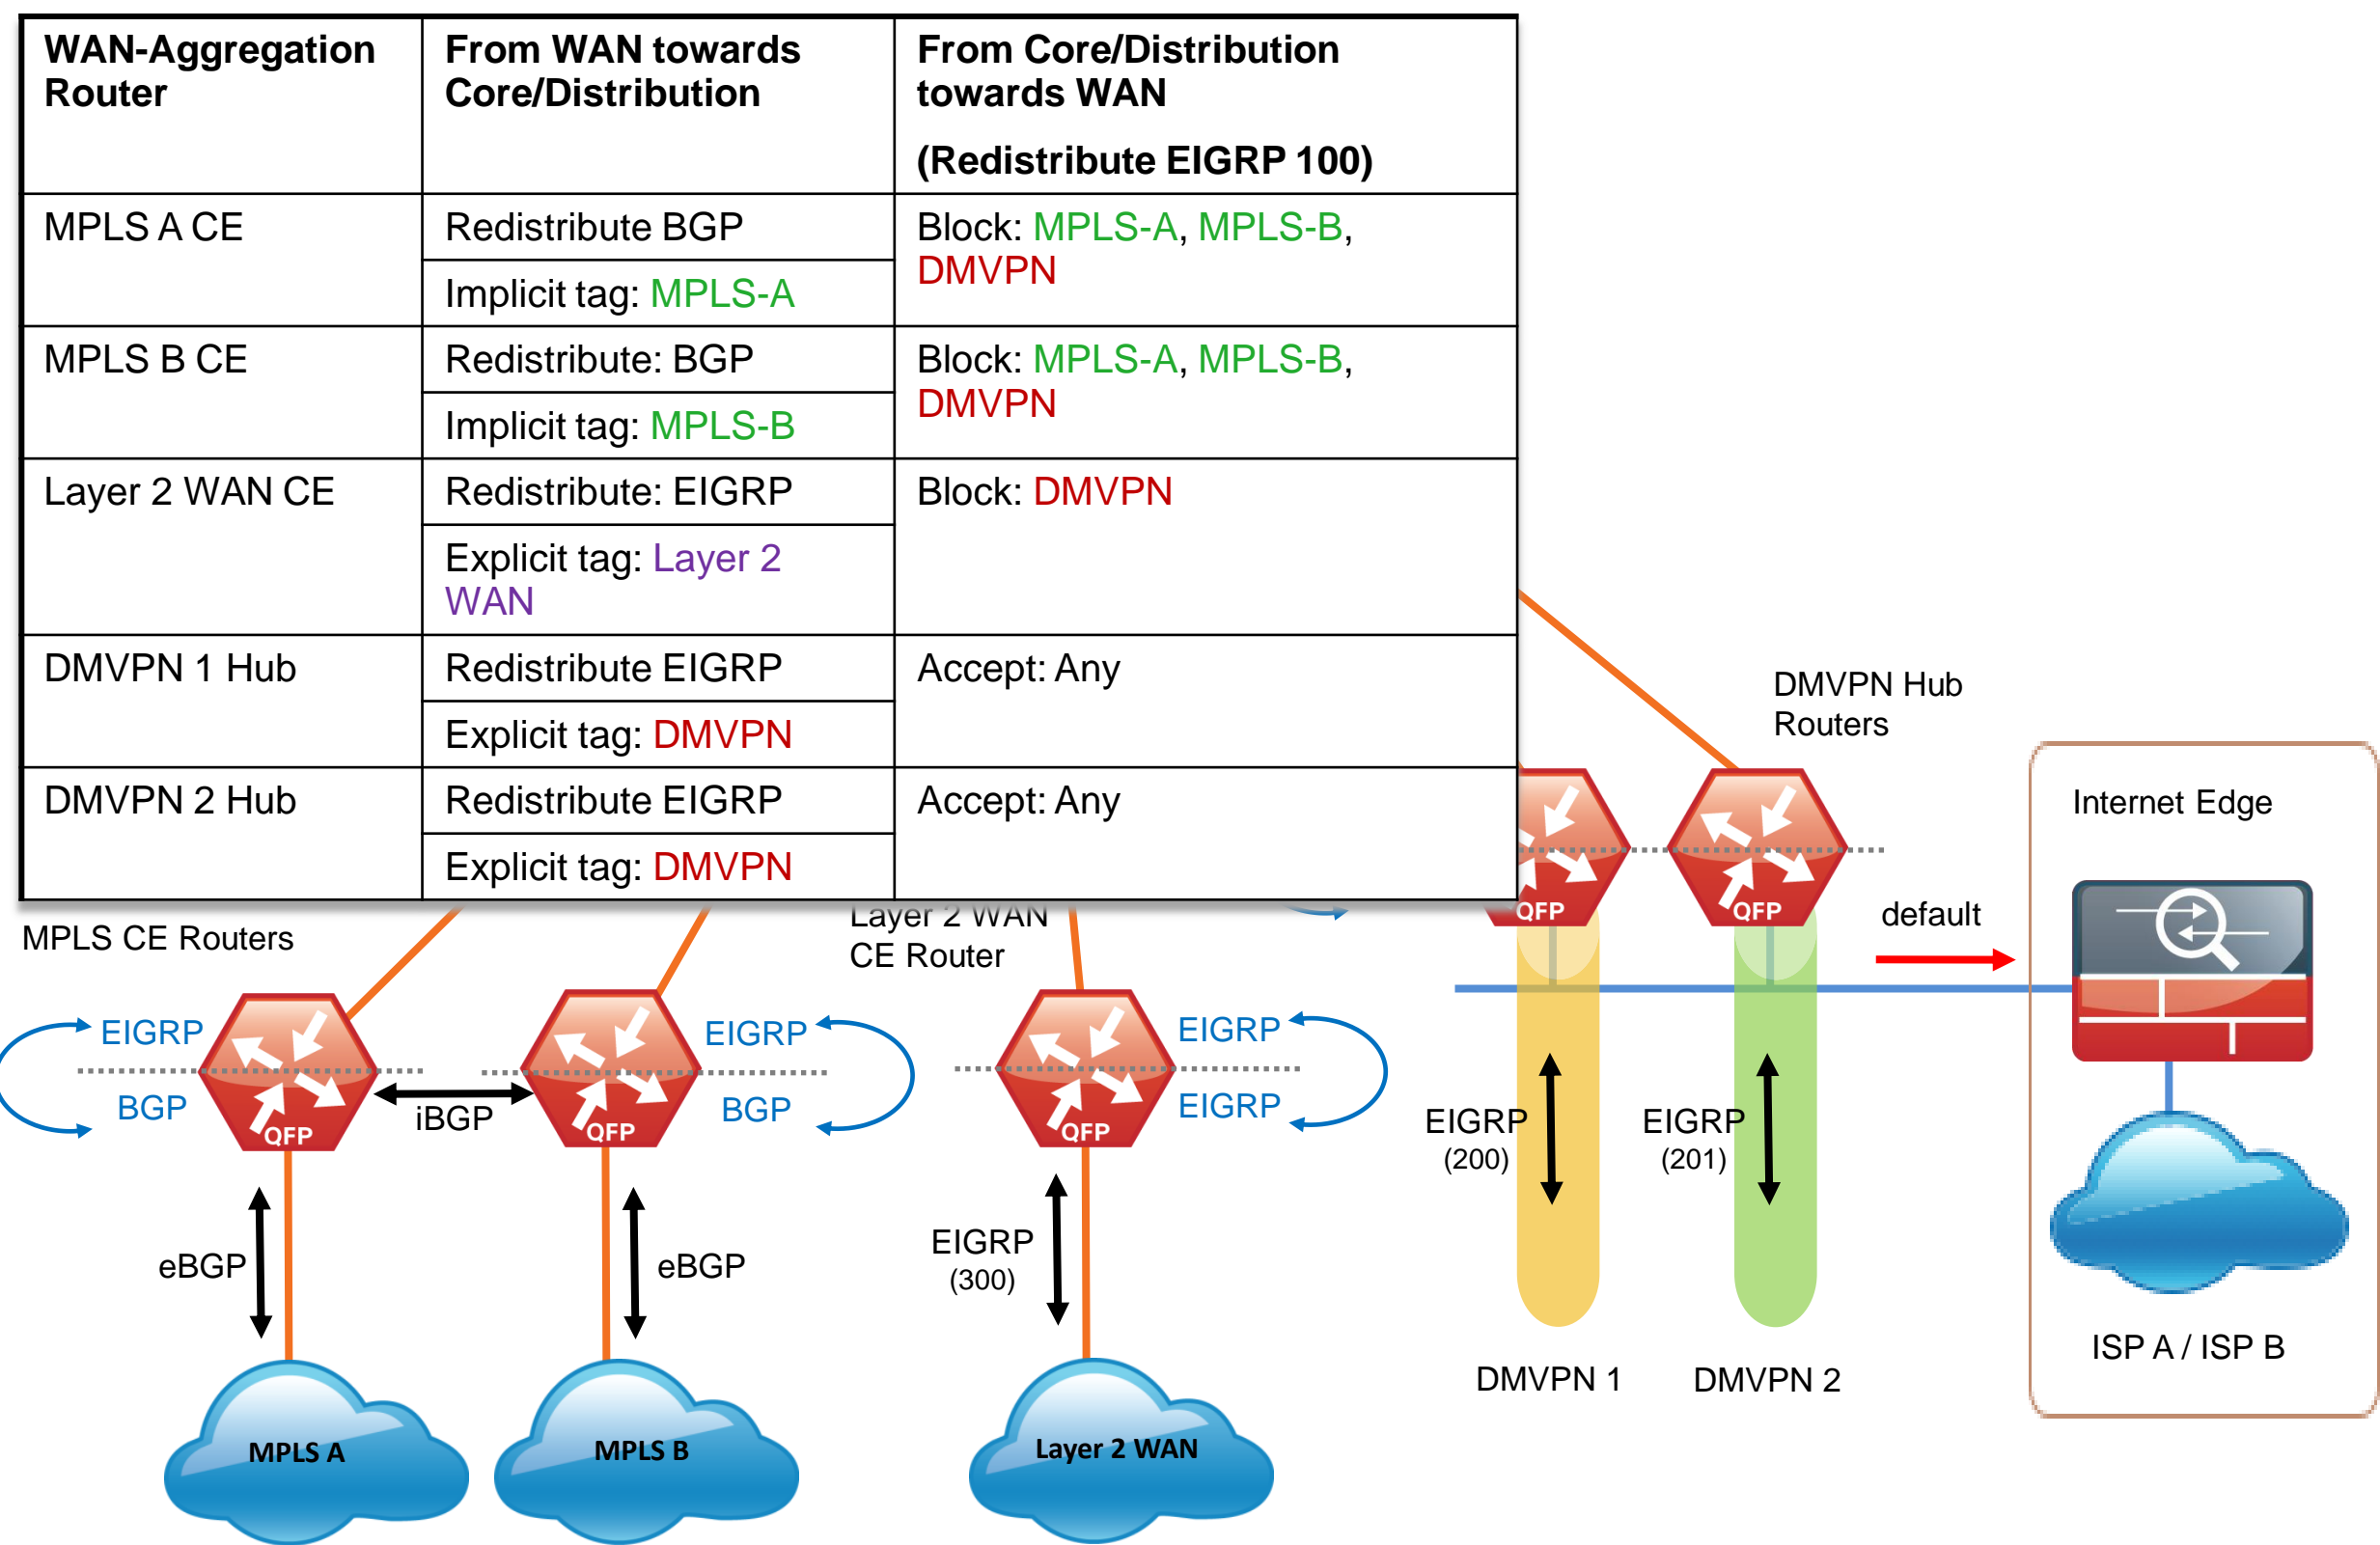 WAN-Aggregation
Router
From WAN towards
Core/Distribution
From Core/Distribution
towards WAN
(Redistribute EIGRP 100)
MPLS A CE
Redistribute BGP
Implicit tag: MPLS-A
Block: MPLS-A, MPLS-B,
DMVPN
MPLS B CE
Redistribute: BGP
Implicit tag: MPLS-B
Block: MPLS-A, MPLS-B,
DMVPN
Layer 2 WAN CE
Redistribute: EIGRP
Explicit tag: Layer 2
WAN
Block: DMVPN
DMVPN 1 Hub
Redistribute EIGRP
Explicit tag: DMVPN
Accept: Any
DMVPN 2 Hub
Redistribute EIGRP
Explicit tag: DMVPN
Accept: Any
DMVPN Hub
Routers
Internet Edge
QFP
QFP
default
MPLS CE Routers
Layer 2 WAN
CE Router
EIGRP
BGP
QFP
iBGP
QFP
EIGRP
BGP
QFP
EIGRP
EIGRP
EIGRP
(200)
EIGRP
(201)
eBGP
eBGP
EIGRP
(300)
DMVPN 1
DMVPN 2
ISP A / ISP B
MPLS A
MPLS B
Layer 2 WAN